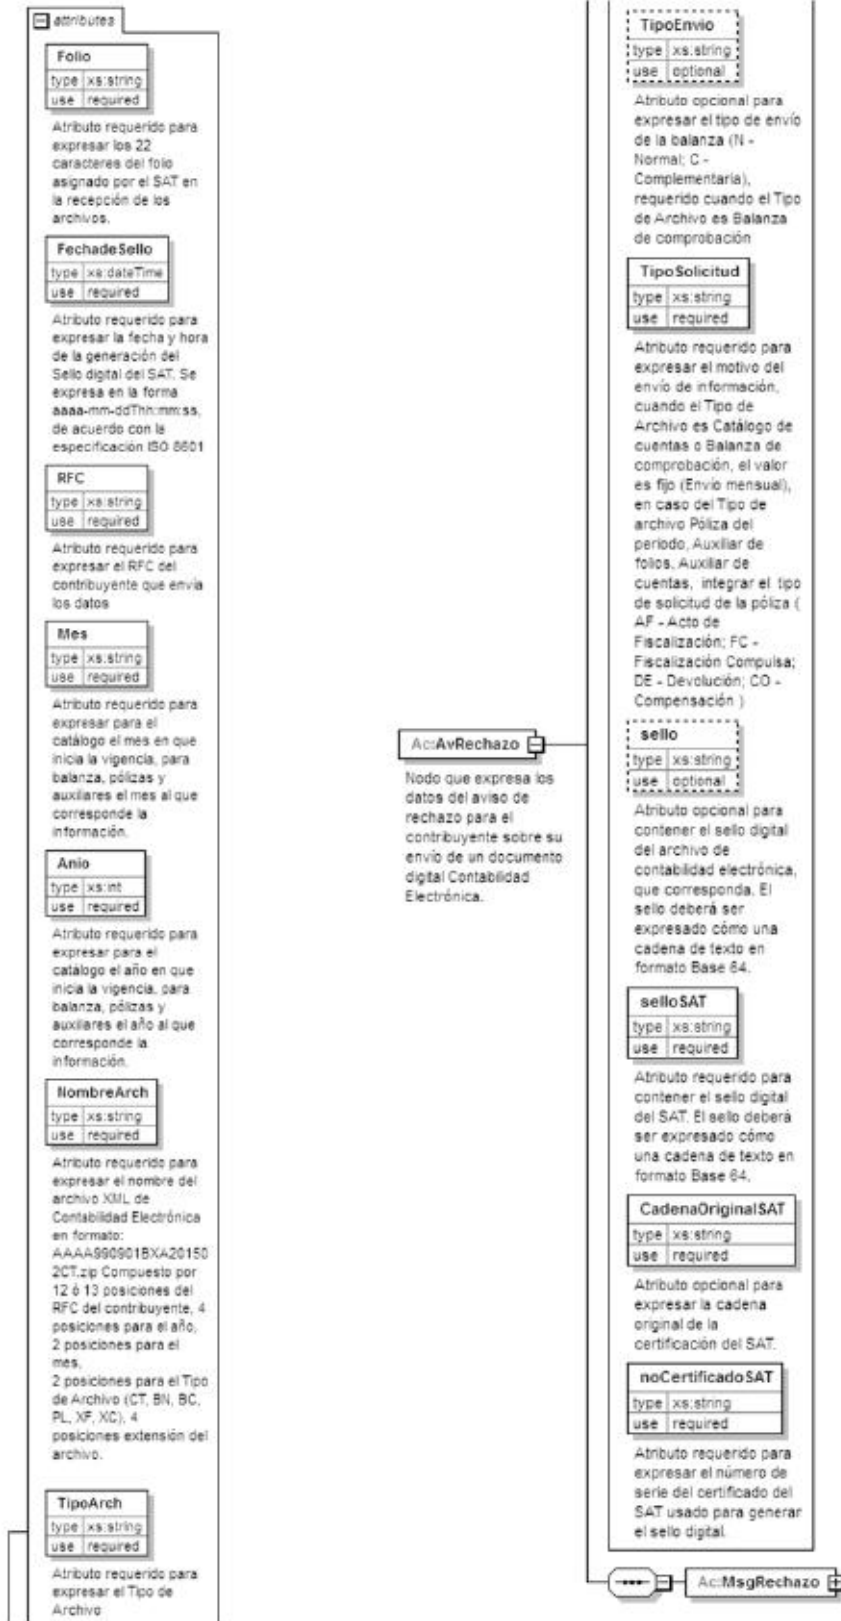 attributes
Folio
type xs:string
use required
Atributo requerido para
expresar los 22
caracteres del folio
asignado por el SAT en
la recepción de los
archivos.
FechadeSello
type xs:dateTime
use required
Atributo requerido para
expresar la fecha y hora
de la generación del
Sello digital del SAT. Se
expresa en la forma
aaaa-mm-ddThh:mm:ss,
de acuerdo con la
especificación ISO 8601
RFC
type xs:string
use required
Atributo requerido para
expresar el RFC del
contribuyente que envía
los datos
Mes
type xs:string
use required
Atributo requerido para
expresar para el
catálogo el mes en que
inicia la vigencia, para
balanza, pólizas y
auxiliares el mes al que
corresponde la
información.
Anio
type xs:int
use required
Atributo requerido para
expresar para el
catálogo el año en que
inicia la vigencia, para
balanza, pólizas y
auxiliares el año al que
corresponde la
información.
NombreArch
type xs:string
use required
Atributo requerido para
expresar el nombre del
archivo XML de
Contabilidad Electrónica
en formato:
AAAA990901BXA20150
2CT.zip Compuesto por
12 ó 13 posiciones del
RFC del contribuyente, 4
posiciones para el año,
2 posiciones para el
mes,
2 posiciones para el Tipo
de Archivo (CT, BN, BC,
PL, XF, XC), 4
posiciones extensión del
archivo.
TipoArch
type xs:string
use required
Atributo requerido para
expresar el Tipo de
Archivo
Ac:AvRechazo
Nodo que expresa los
datos del aviso de
rechazo para el
contribuyente sobre su
envío de un documento
digital Contabilidad
Electrónica.
TipoEnvio
type xs:string
use optional
Atributo opcional para
expresar el tipo de envío
de la balanza (N -
Normal; C -
Complementaria),
requerido cuando el Tipo
de Archivo es Balanza
de comprobación
TipoSolicitud
type xs:string
use required
Atributo requerido para
expresar el motivo del
envío de información,
cuando el Tipo de
Archivo es Catálogo de
cuentas o Balanza de
comprobación, el valor
es fijo (Envío mensual),
en caso del Tipo de
archivo Póliza del
periodo, Auxiliar de
folios, Auxiliar de
cuentas, integrar el tipo
de solicitud de la póliza (
AF - Acto de
Fiscalización; FC -
Fiscalización Compulsa;
DE - Devolución; CO -
Compensación )
sello
type xs:string
use optional
Atributo opcional para
contener el sello digital
del archivo de
contabilidad electrónica,
que corresponda. El
sello deberá ser
expresado cómo una
cadena de texto en
formato Base 64.
selloSAT
type xs:string
use required
Atributo requerido para
contener el sello digital
del SAT. El sello deberá
ser expresado cómo
una cadena de texto en
formato Base 64.
CadenaOriginalSAT
type xs:string
use required
Atributo opcional para
expresar la cadena
original de la
certificación del SAT.
noCertificadoSAT
type xs:string
use required
Atributo requerido para
expresar el número de
serie del certificado del
SAT usado para generar
el sello digital
Ac:MsgRechazo